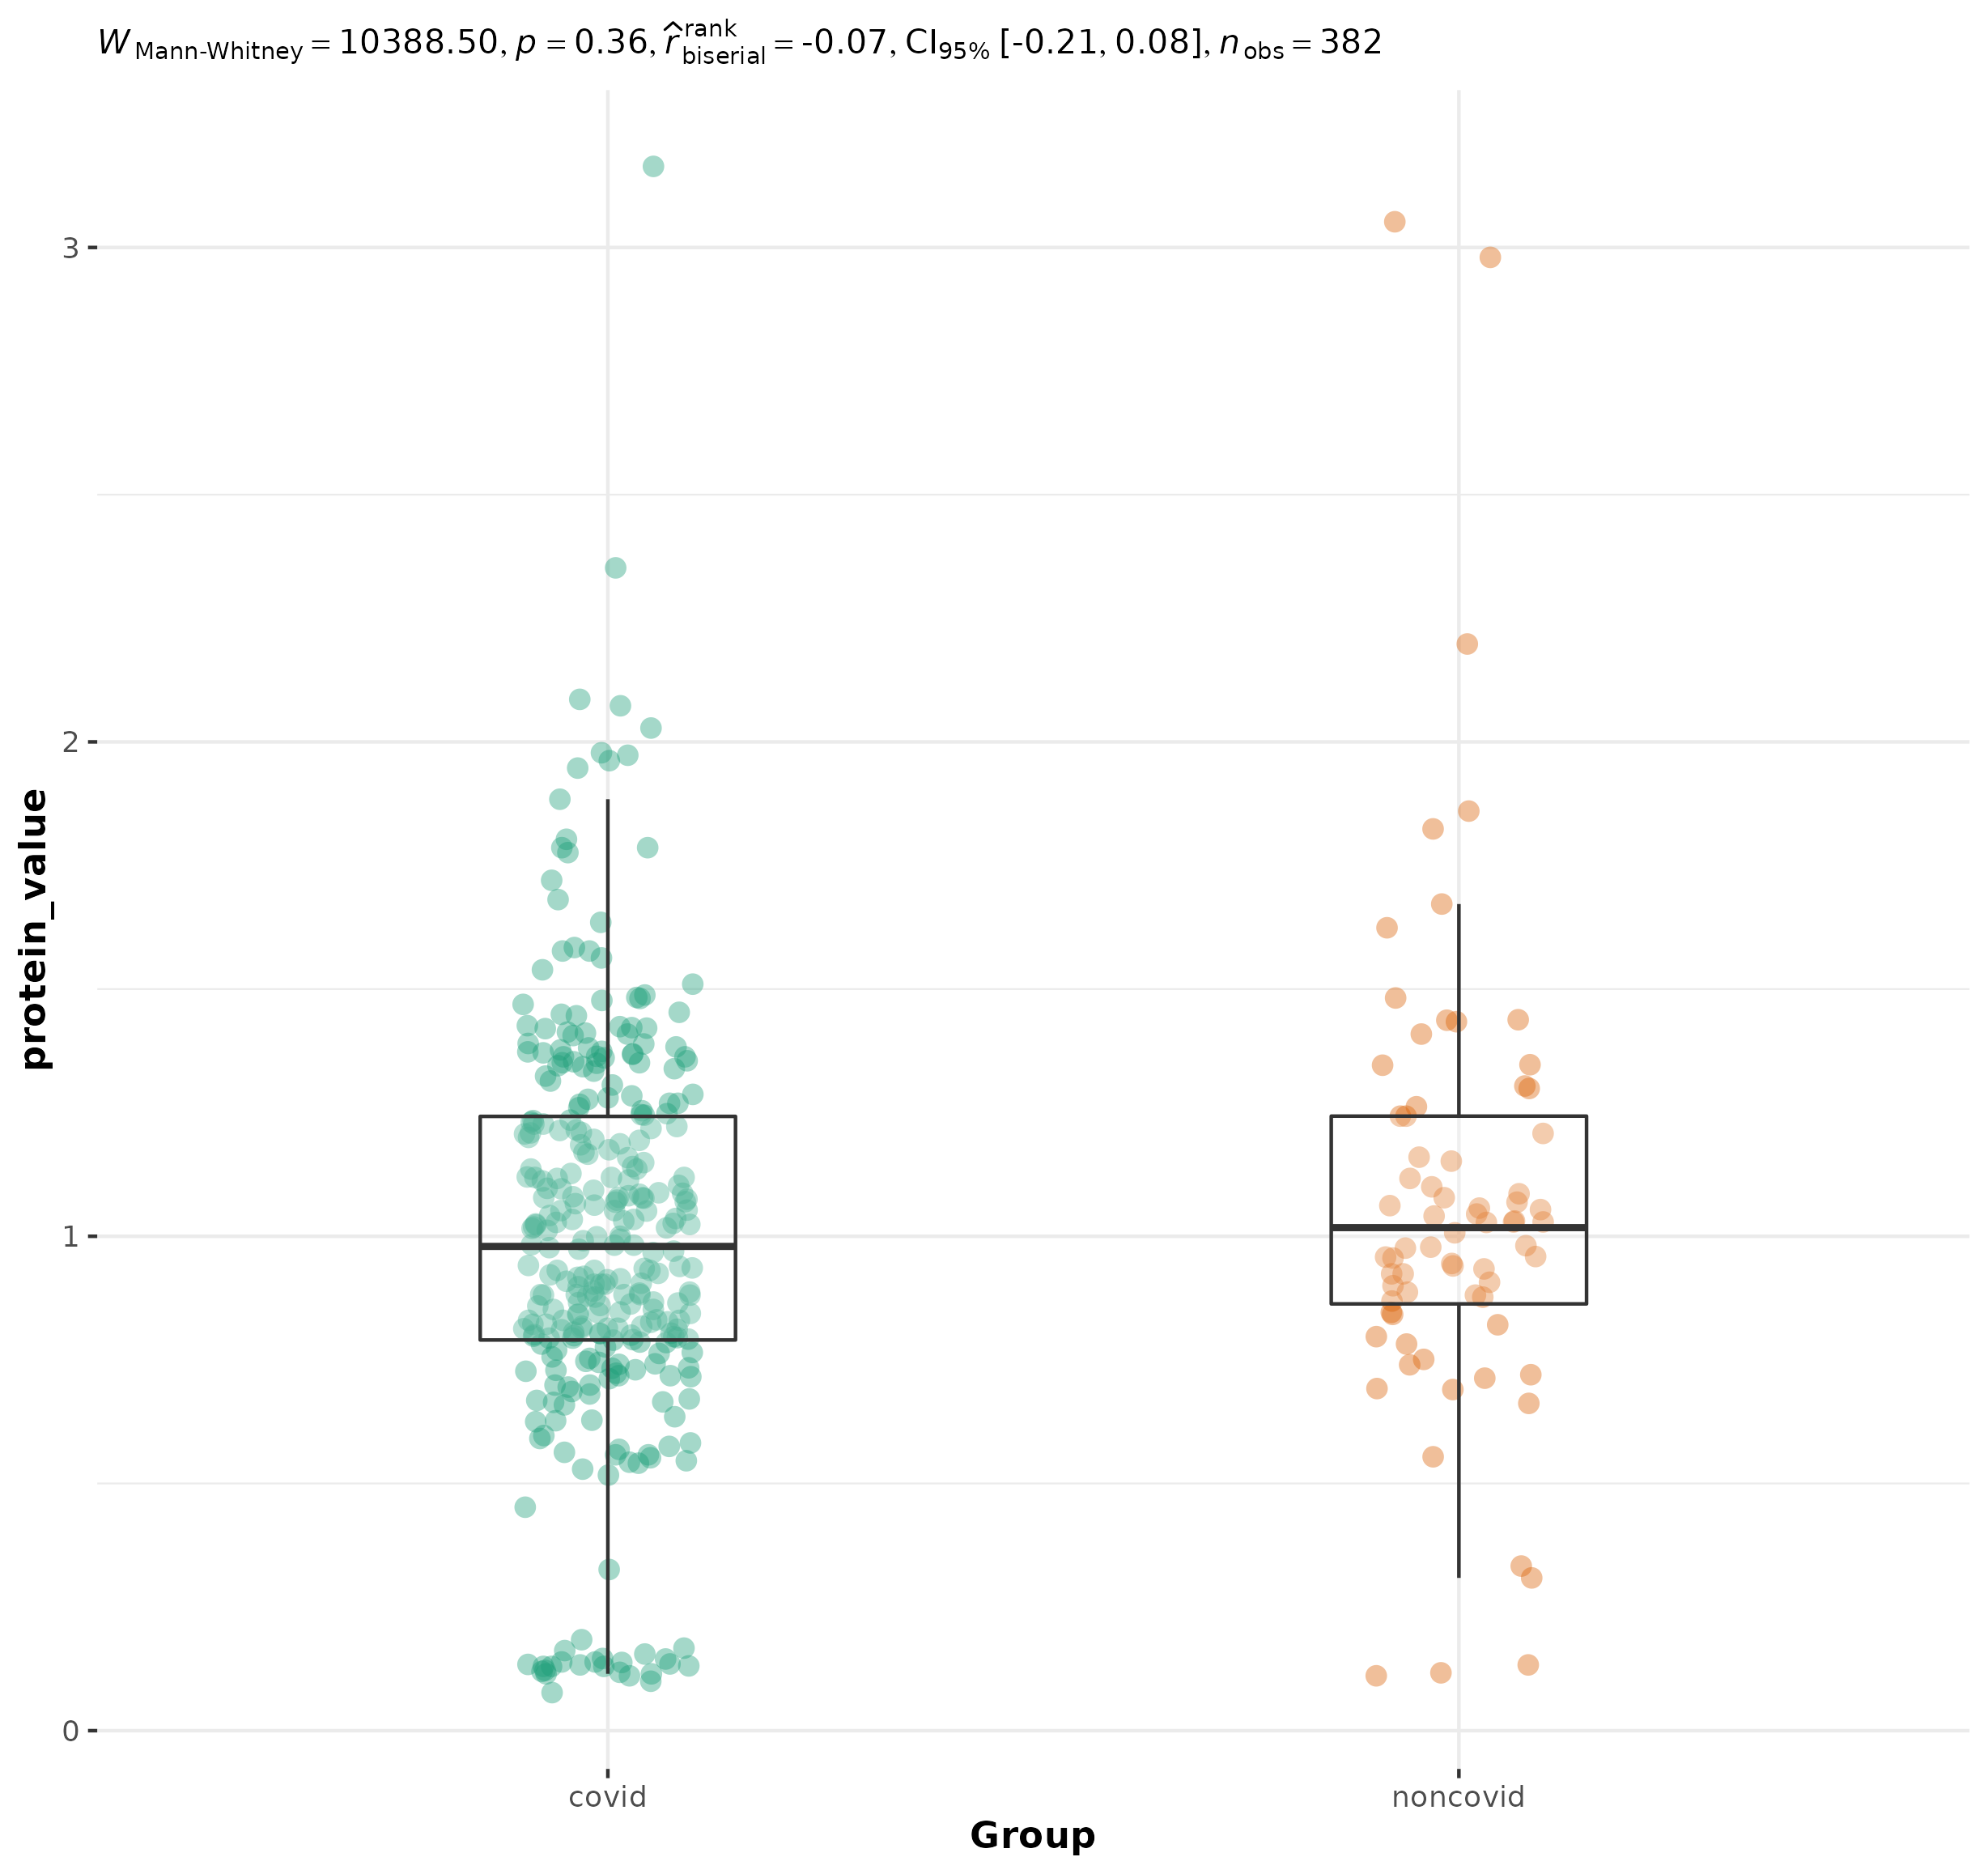 W Mann-Whitney = 10388.50, p = 0.36, r̂ rank biserial = -0.07, CI95% [-0.21, 0.08], n obs = 382
3
2
1
0
protein_value
covid
noncovid
Group